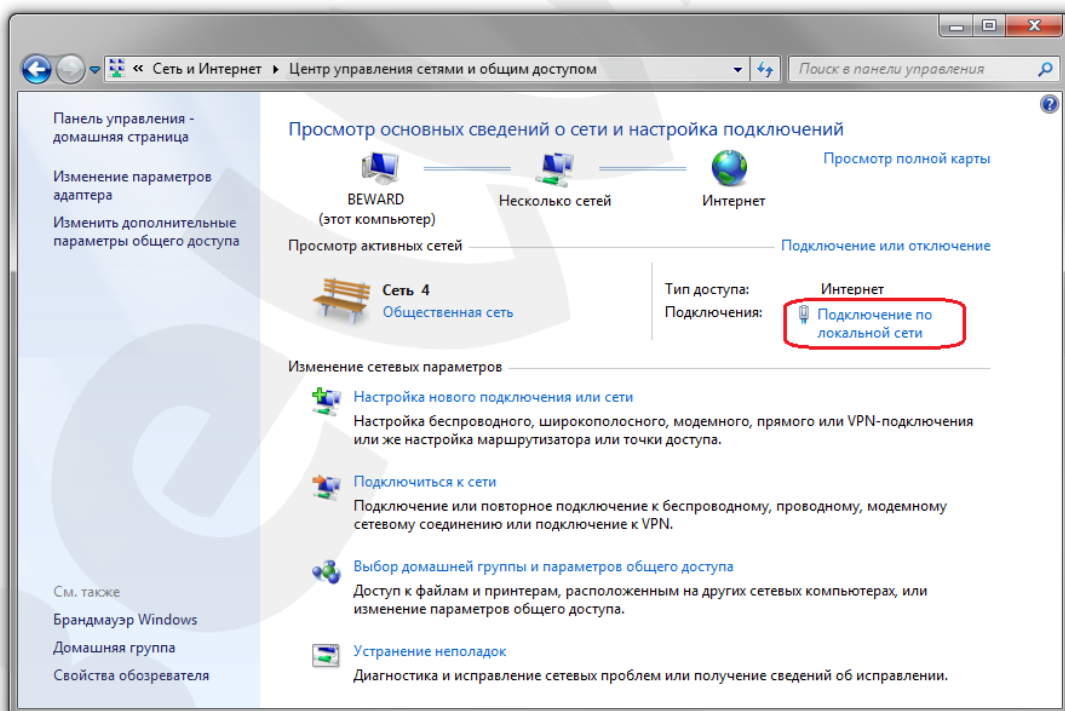 « Сеть и Интернет ▸ Центр управления сетями и общим доступом
Поиск в панели управления
Панель управления -
домашняя страница
Изменение параметров
адаптера
Изменить дополнительные
параметры общего доступа
Просмотр основных сведений о сети и настройка подключений
Просмотр полной карты
BEWARD
(этот компьютер)
Несколько сетей
Интернет
Просмотр активных сетей
Подключение или отключение
Сеть 4
Общественная сеть
Тип доступа: Интернет
Подключения: Подключение по
локальной сети
Изменение сетевых параметров
Настройка нового подключения или сети
Настройка беспроводного, широкополосного, модемного, прямого или VPN-подключения
или же настройка маршрутизатора или точки доступа.
Подключиться к сети
Подключение или повторное подключение к беспроводному, проводному, модемному
сетевому соединению или подключение к VPN.
Выбор домашней группы и параметров общего доступа
Доступ к файлам и принтерам, расположенным на других сетевых компьютерах, или
изменение параметров общего доступа.
Устранение неполадок
Диагностика и исправление сетевых проблем или получение сведений об исправлении.
См. также
Брандмауэр Windows
Домашняя группа
Свойства обозревателя